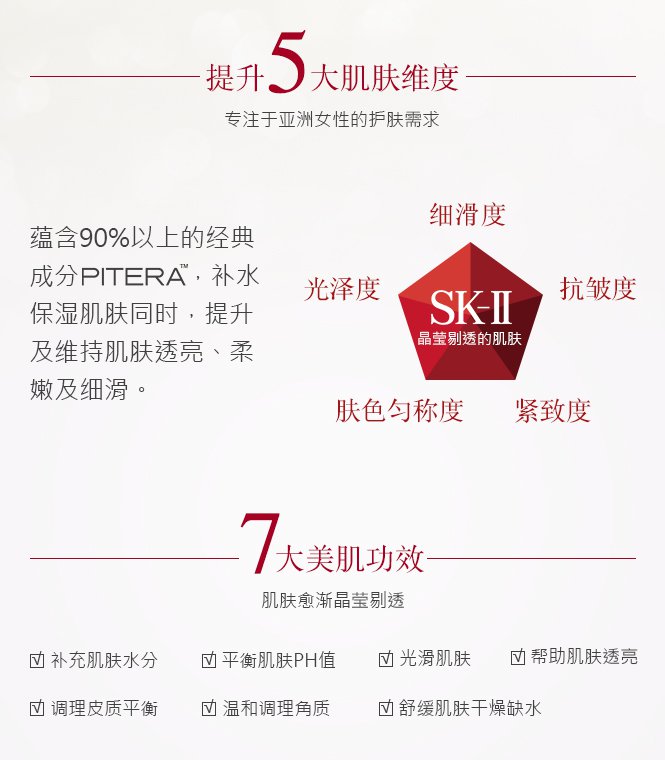 提升5大肌肤维度
专注于亚洲女性的护肤需求
蕴含90%以上的经典
成分PITERA™，补水
保湿肌肤同时，提升
及维持肌肤透亮、柔
嫩及细滑。
细滑度
光泽度
抗皱度
SK-II
晶莹剔透的肌肤
肤色匀称度
紧致度
7大美肌功效
肌肤愈渐晶莹剔透
☑ 补充肌肤水分 ☑ 平衡肌肤PH值 ☑ 光滑肌肤 ☑ 帮助肌肤透亮
☑ 调理皮质平衡 ☑ 温和调理角质 ☑ 舒缓肌肤干燥缺水